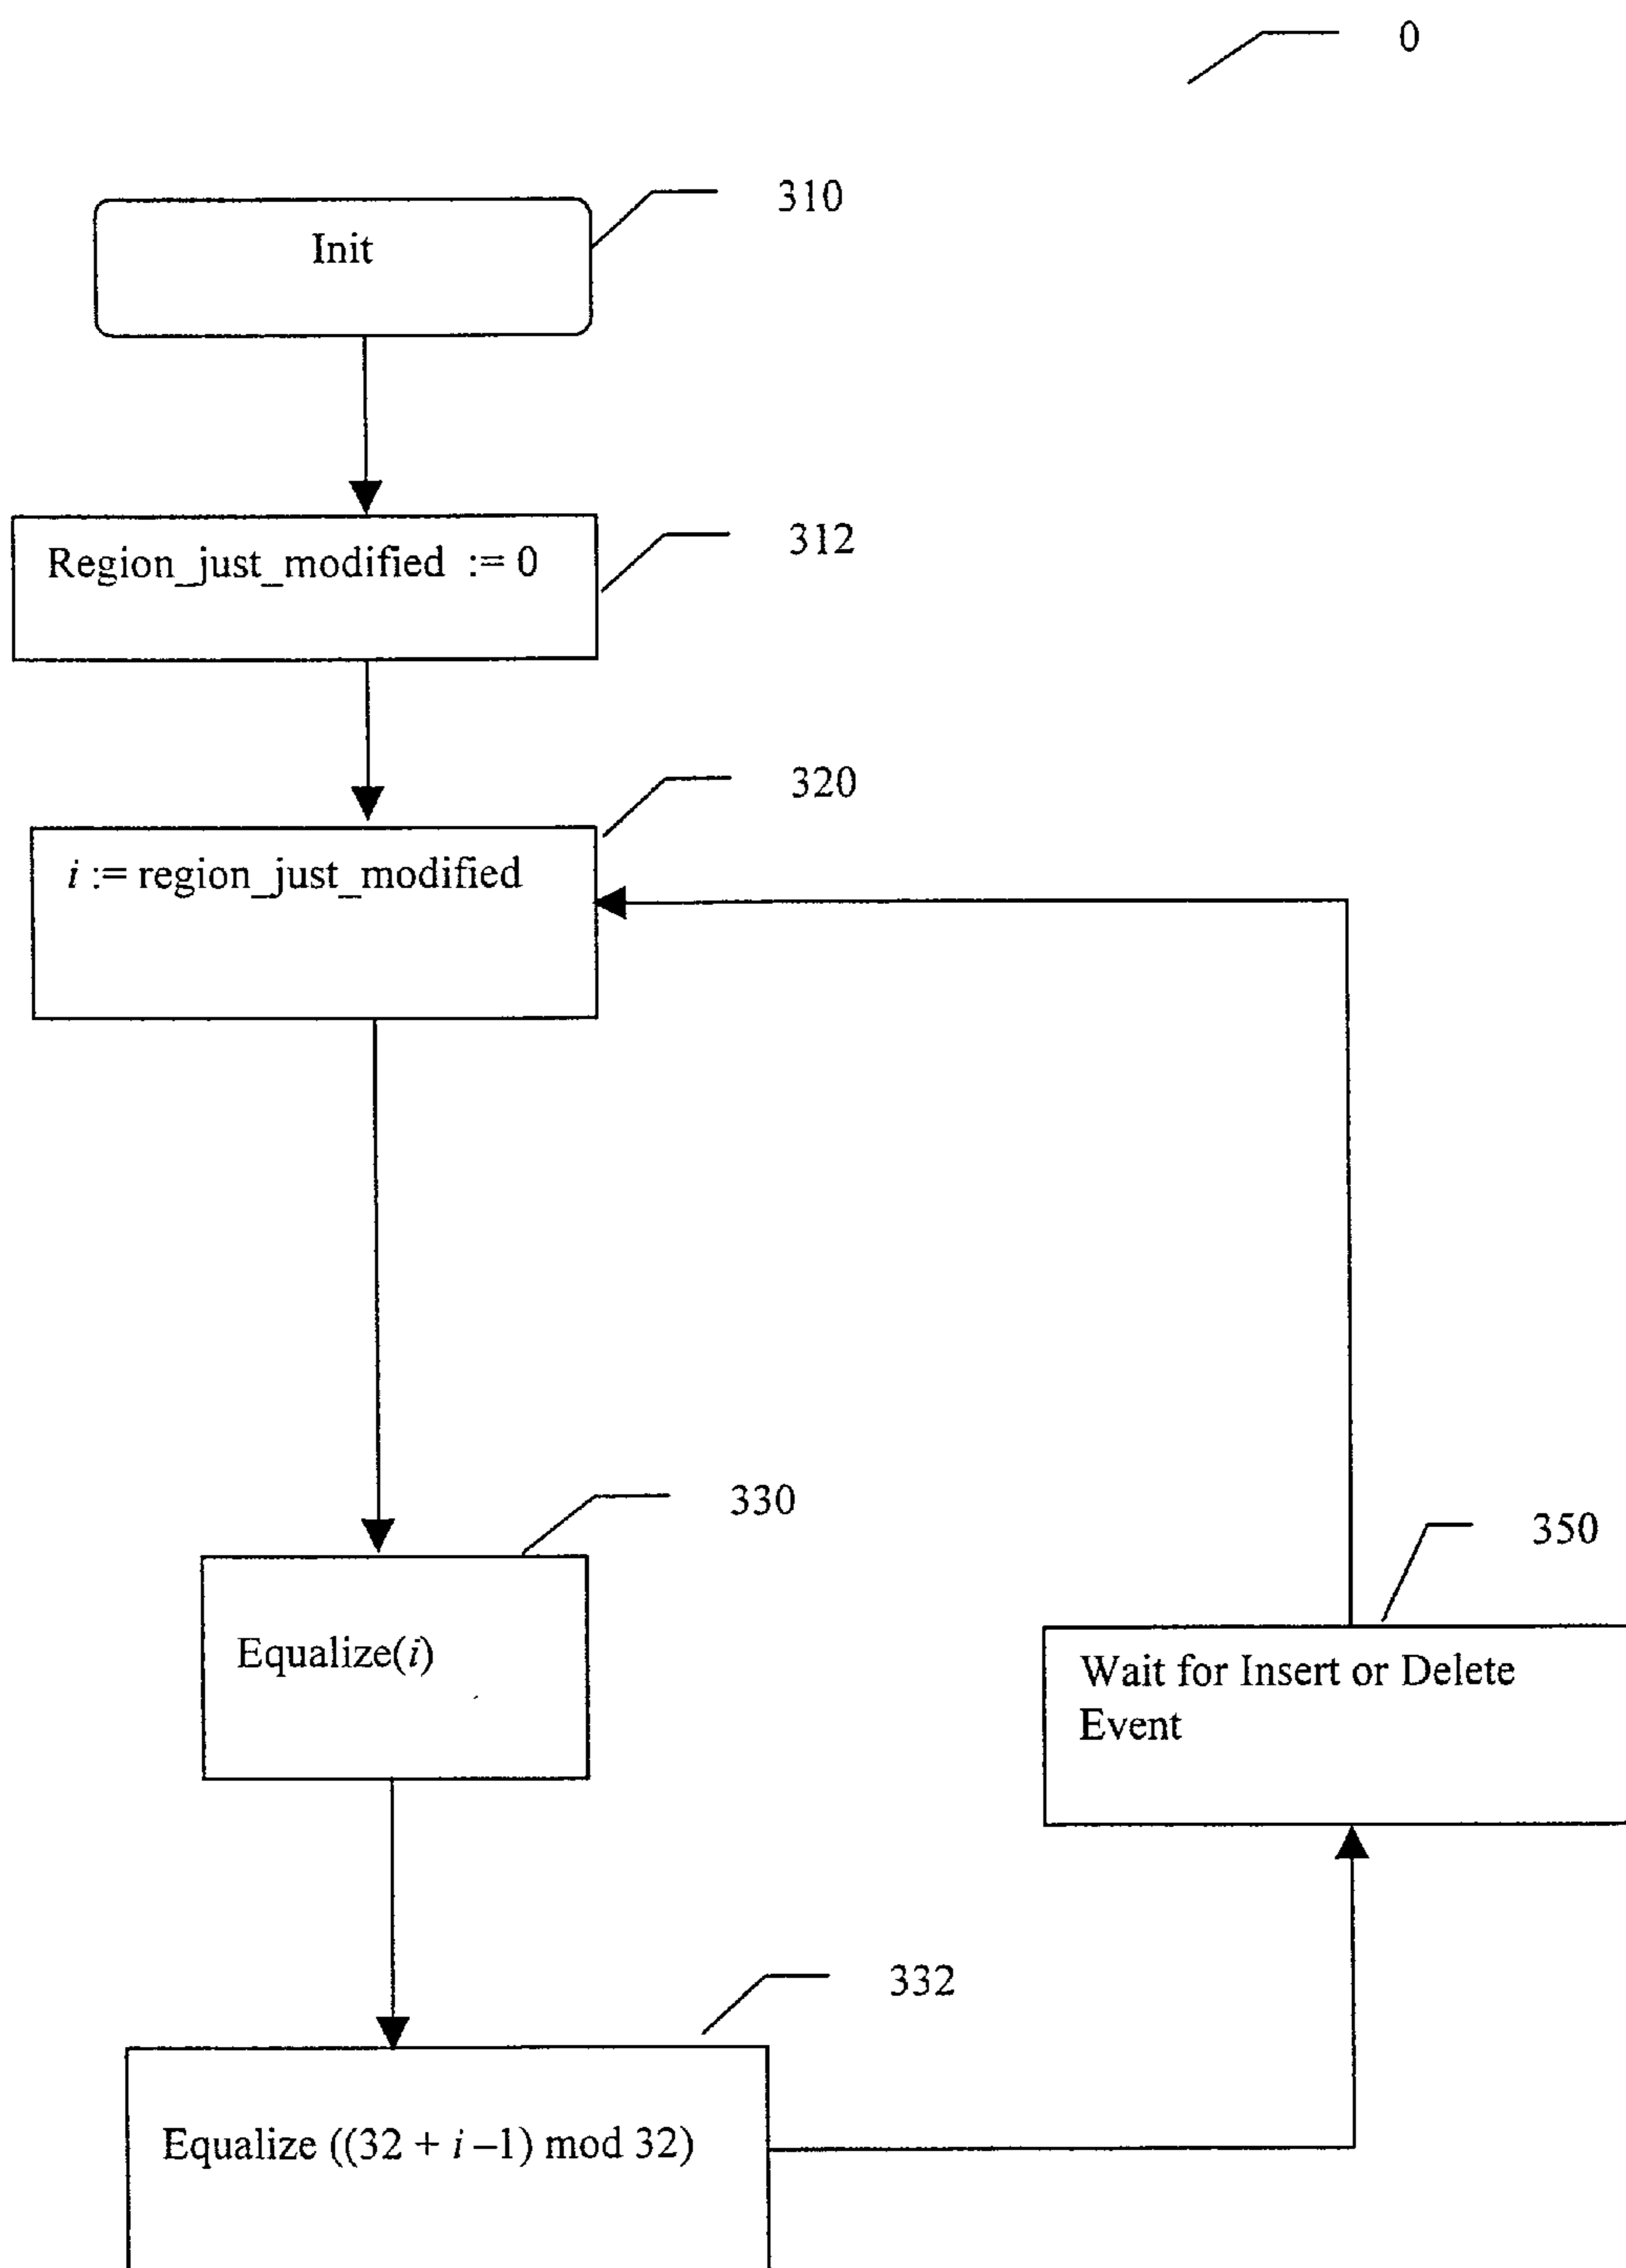 0
310
Init
312
Region_just_modified := 0
320
i := region_just_modified
330
Equalize(i)
350
Wait for Insert or Delete
Event
332
Equalize ((32 + i –1) mod 32)